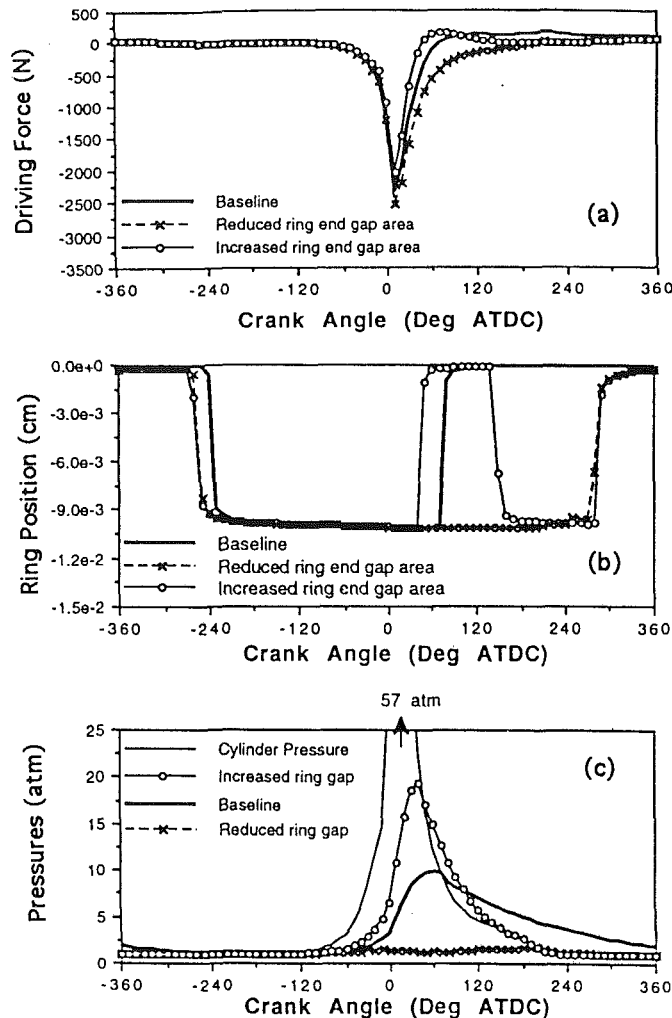 500
0
-500
-1000
-1500
-2000
-2500
-3000
-3500
Driving Force (N)
Baseline
Reduced ring end gap area
Increased ring end gap area
(a)
-360 -240 -120 0 120 240 360
Crank Angle (Deg ATDC)
0.0e+0
-3.0e-3
-6.0e-3
-9.0e-3
-1.2e-2
-1.5e-2
Ring Position (cm)
Baseline
Reduced ring end gap area
Increased ring end gap area
(b)
-360 -240 -120 0 120 240 360
Crank Angle (Deg ATDC)
57 atm
25
20
15
10
5
0
Pressures (atm)
Cylinder Pressure
Increased ring gap
Baseline
Reduced ring gap
(c)
-360 -240 -120 0 120 240 360
Crank Angle (Deg ATDC)